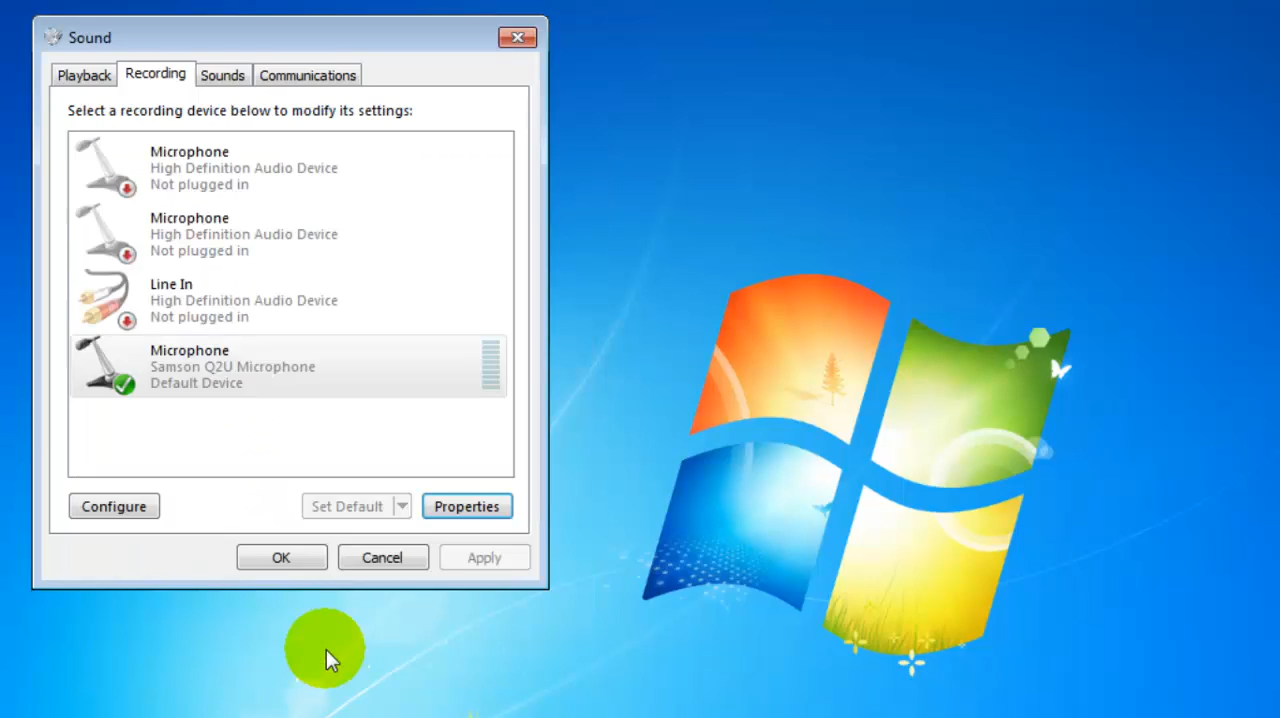 Sound
Playback Recording Sounds Communications
Select a recording device below to modify its settings:
Microphone
High Definition Audio Device
Not plugged in
Microphone
High Definition Audio Device
Not plugged in
Line In
High Definition Audio Device
Not plugged in
Microphone
Samson Q2U Microphone
Default Device
Configure Set Default Properties
OK Cancel Apply